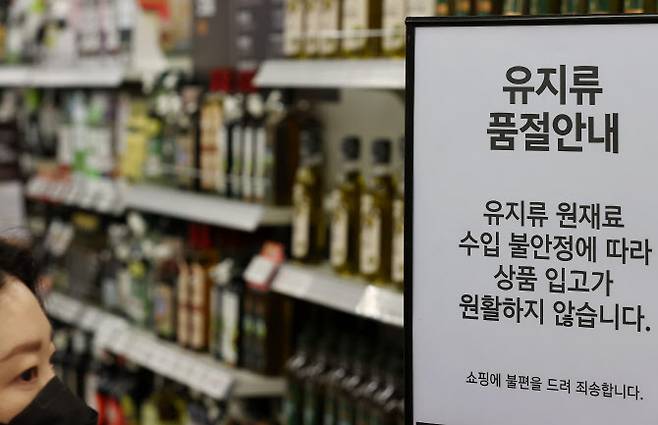 유지류
품절안내
유지류 원재료
수입 불안정에 따라
상품 입고가
원활하지 않습니다.
쇼핑에 불편을 드려 죄송합니다.